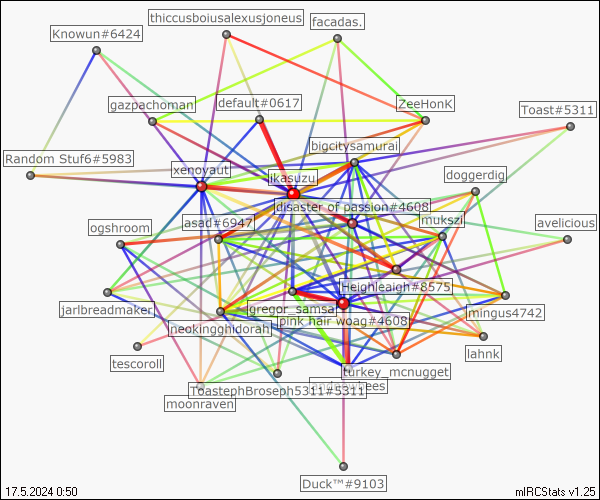 thiccusboiusalexusjoneus
facadas.
Knowun#6424
gazpachoman
default#0617
ZeeHonK
Toast#5311
bigcitysamurai
Random Stuf6#5983
xenoyaut
ikasuzu
doggerdig
disaster of passion#4608
ogshroom
asad#6947
mukszi
avelicious
Heighleaigh#8575
jarlbreadmaker
gregor_samsa
mingus4742
neokingghidorah
pink hair woag#4608
lahnk
tescoroll
turkey_mcnugget
ToastephBroseph5311#5311
moonraven
Duck™#9103
17.5.2024 0:50
mIRCStats v1.25